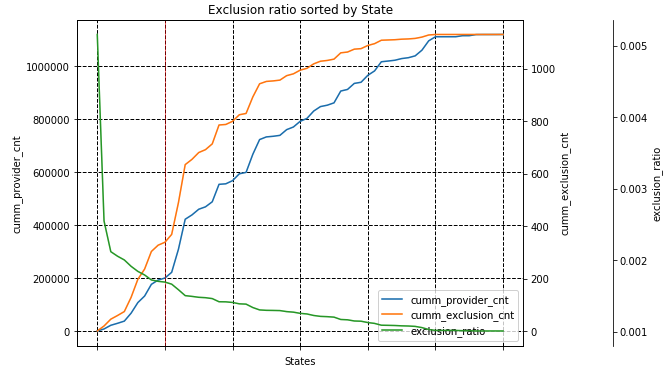 Exclusion ratio sorted by State
cumm_provider_cnt
1000000
800000
600000
400000
200000
0
1000
800
600
400
200
0
cumm_exclusion_cnt
0.005
0.004
0.003
0.002
0.001
exclusion_ratio
cumm_provider_cnt
cumm_exclusion_cnt
exclusion_ratio
States